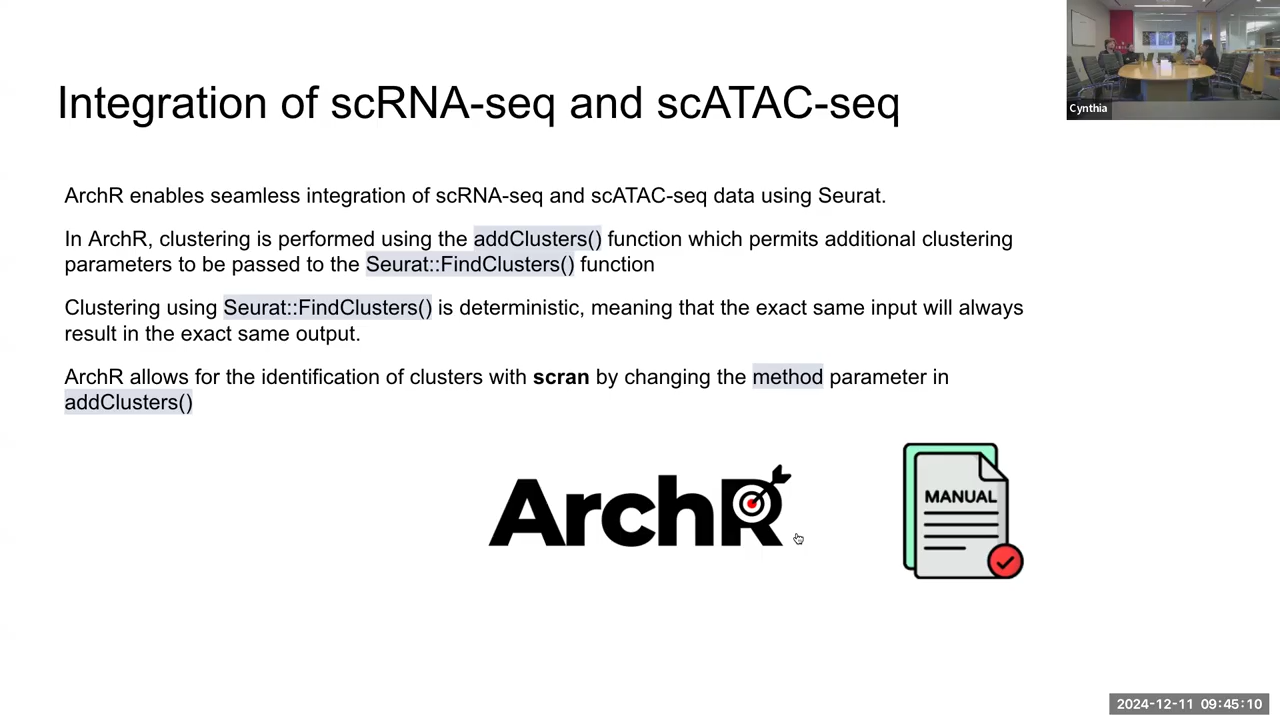 Integration of scRNA-seq and scATAC-seq
Cynthia
ArchR enables seamless integration of scRNA-seq and scATAC-seq data using Seurat.
In ArchR, clustering is performed using the addClusters() function which permits additional clustering
parameters to be passed to the Seurat::FindClusters() function
Clustering using Seurat::FindClusters() is deterministic, meaning that the exact same input will always
result in the exact same output.
ArchR allows for the identification of clusters with scran by changing the method parameter in
addClusters()
ArchR
MANUAL
2024-12-11 09:45:10